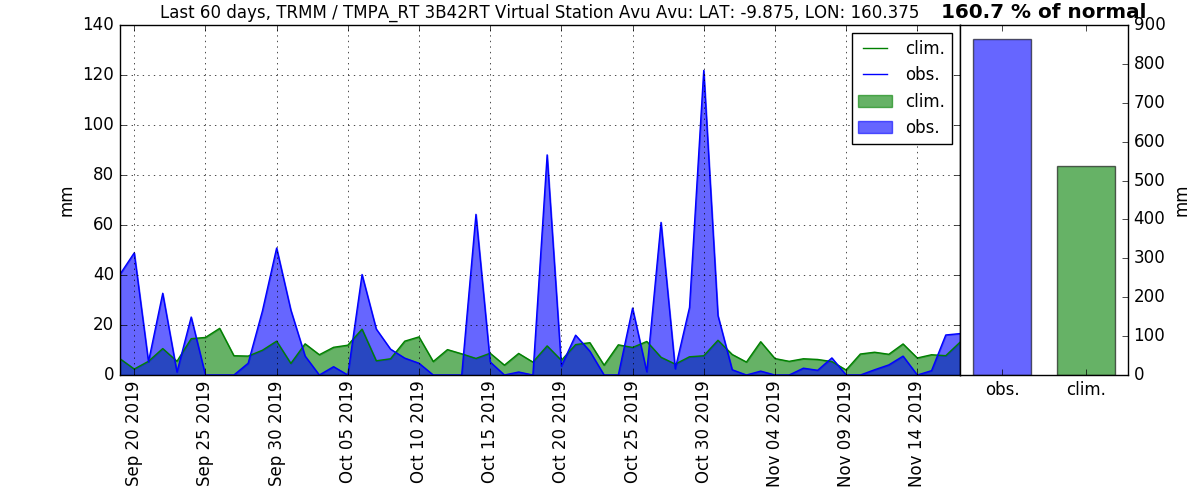 Last 60 days, TRMM / TMPA_RT 3B42RT Virtual Station Avu Avu: LAT: -9.875, LON: 160.375
160.7 % of normal
140
120
100
80
60
40
20
0
mm
clim.
obs.
clim.
obs.
900
800
700
600
500
400
300
200
100
0
mm
obs.
clim.
Sep 20 2019
Sep 25 2019
Sep 30 2019
Oct 05 2019
Oct 10 2019
Oct 15 2019
Oct 20 2019
Oct 25 2019
Oct 30 2019
Nov 04 2019
Nov 09 2019
Nov 14 2019